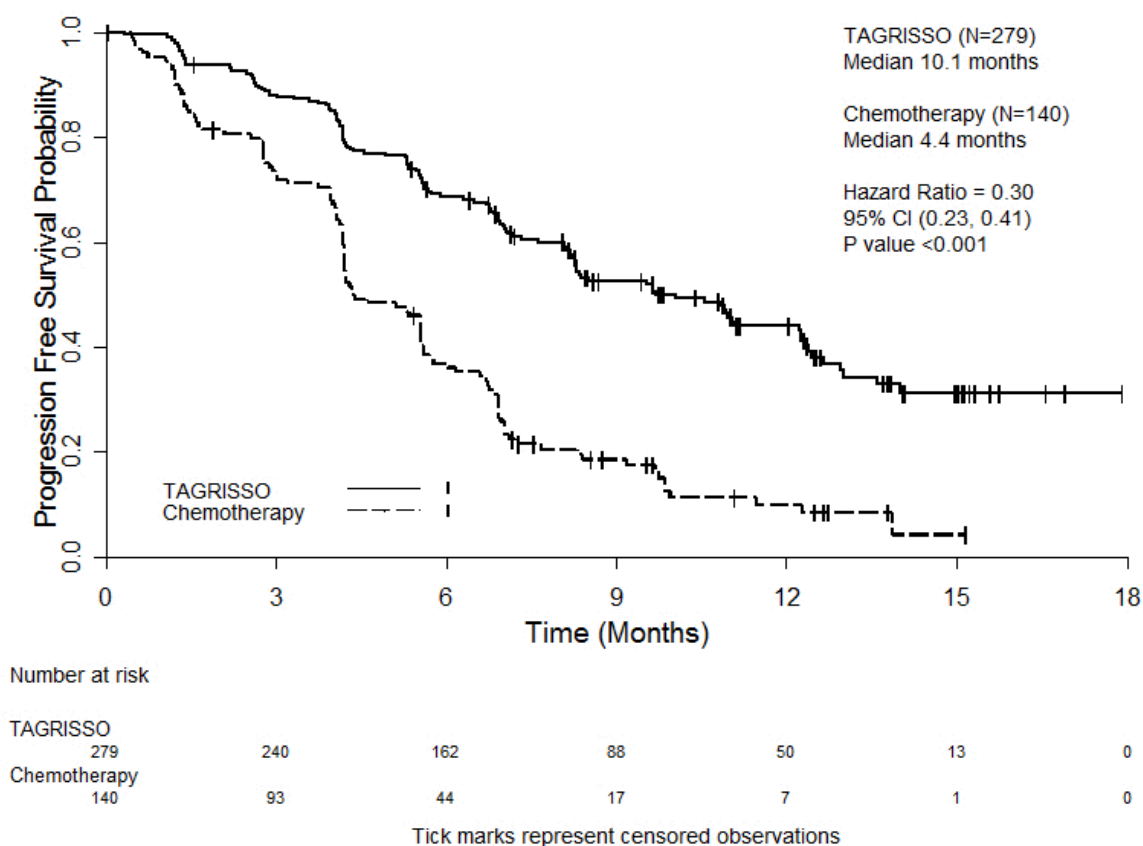 TAGRISSO (N=279)
Median 10.1 months
Chemotherapy (N=140)
Median 4.4 months
Hazard Ratio = 0.30
95% CI (0.23, 0.41)
P value <0.001
Progression Free Survival Probability
1.0
0.8
0.6
0.4
0.2
0.0
TAGRISSO
Chemotherapy
0 3 6 9 12 15 18
Time (Months)
Number at risk
TAGRISSO
279 240 162 88 50 13 0
Chemotherapy
140 93 44 17 7 1 0
Tick marks represent censored observations